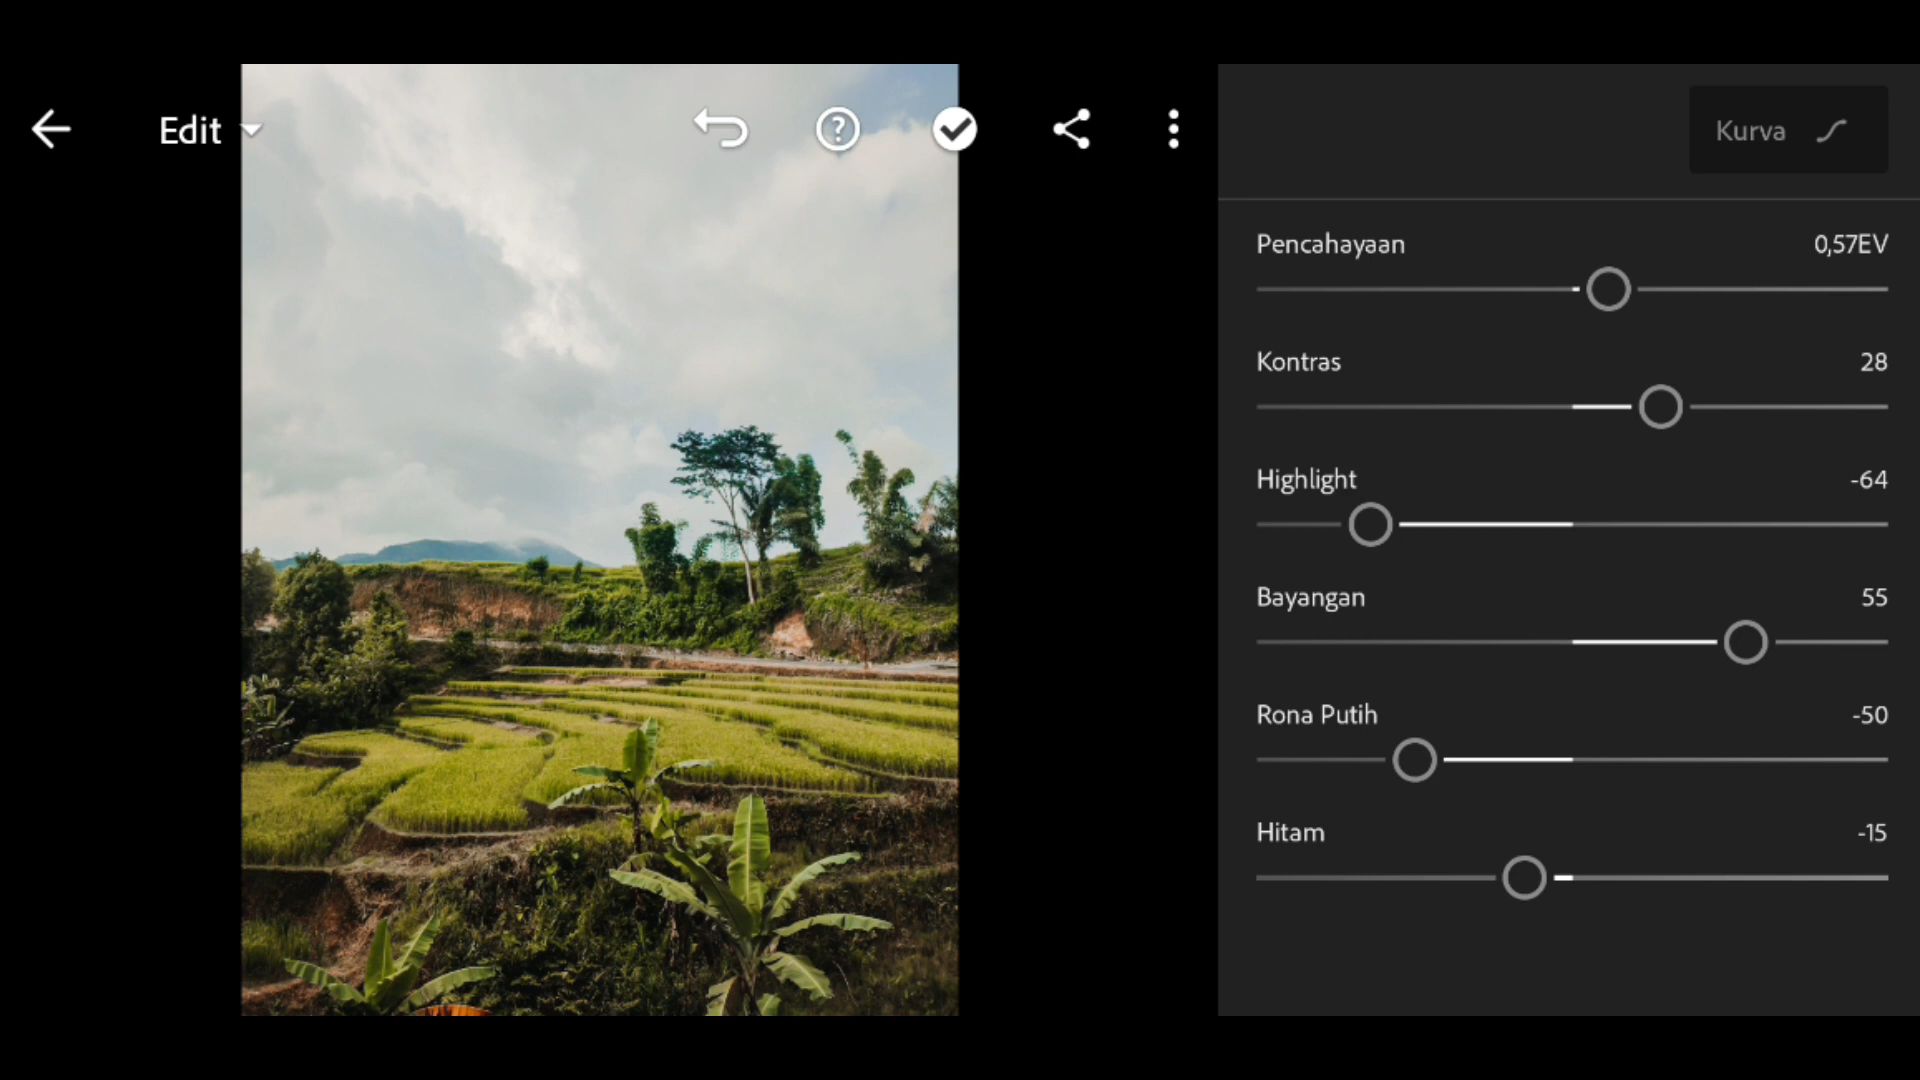 Edit
Kurva
Pencahayaan 0,57EV
Kontras 28
Highlight -64
Bayangan 55
Rona Putih -50
Hitam -15